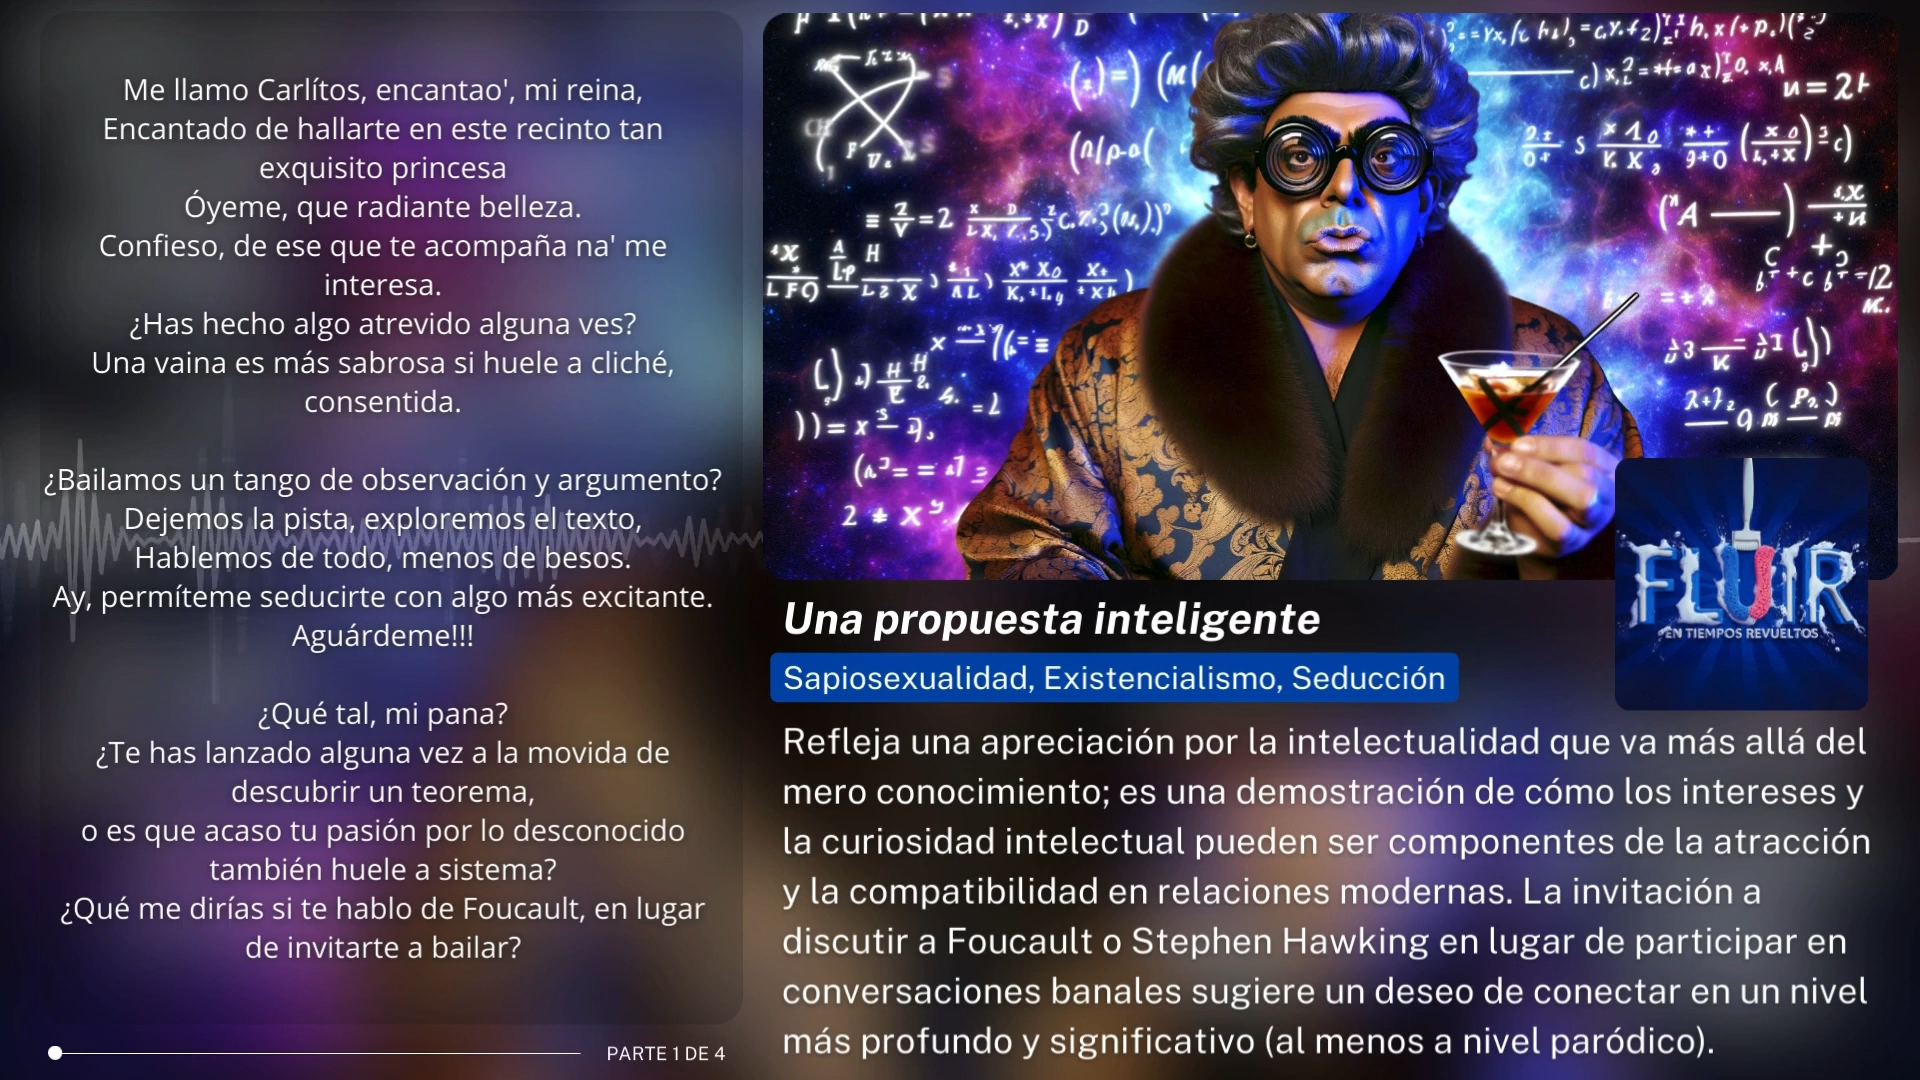 Me llamo Carlítos, encantao', mi reina,
Encantado de hallarte en este recinto tan
exquisito princesa
Óyeme, que radiante belleza.
Confieso, de ese que te acompaña na' me
interesa.
¿Has hecho algo atrevido alguna ves?
Una vaina es más sabrosa si huele a cliché,
consentida.
¿Bailamos un tango de observación y argumento?
Dejemos la pista, exploremos el texto,
Hablemos de todo, menos de besos.
Ay, permíteme seducirte con algo más excitante.
Aguárdeme!!!
¿Qué tal, mi pana?
¿Te has lanzado alguna vez a la movida de
descubrir un teorema,
o es que acaso tu pasión por lo desconocido
también huele a sistema?
¿Qué me dirías si te hablo de Foucault, en lugar
de invitarte a bailar?
PARTE 1 DE 4
FLUIR
EN TIEMPOS REVUELTOS
Una propuesta inteligente
Sapiosexualidad, Existencialismo, Seducción
Refleja una apreciación por la intelectualidad que va más allá del
mero conocimiento; es una demostración de cómo los intereses y
la curiosidad intelectual pueden ser componentes de la atracción
y la compatibilidad en relaciones modernas. La invitación a
discutir a Foucault o Stephen Hawking en lugar de participar en
conversaciones banales sugiere un deseo de conectar en un nivel
más profundo y significativo (al menos a nivel paródico).